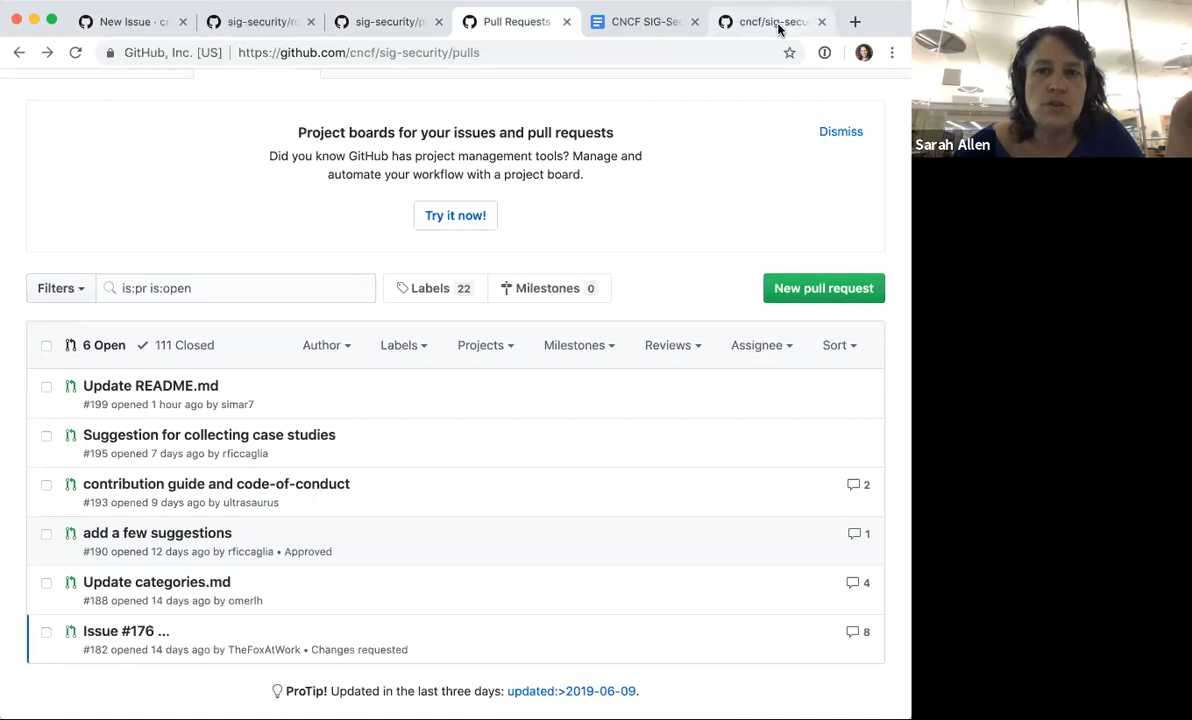 New Issue · c
sig-security/ro
sig-security/p
Pull Requests
CNCF SIG-Sec
cncf/sig-secu
GitHub, Inc. [US]
https://github.com/cncf/sig-security/pulls
Sarah Allen
Project boards for your issues and pull requests
Dismiss
Did you know GitHub has project management tools? Manage and
automate your workflow with a project board.
Try it now!
Filters
is:pr is:open
Labels 22
Milestones 0
New pull request
6 Open
111 Closed
Author
Labels
Projects
Milestones
Reviews
Assignee
Sort
Update README.md
#199 opened 1 hour ago by simar7
Suggestion for collecting case studies
#195 opened 7 days ago by rficcaglia
contribution guide and code-of-conduct
2
#193 opened 9 days ago by ultrasaurus
add a few suggestions
1
#190 opened 12 days ago by rficcaglia • Approved
Update categories.md
4
#188 opened 14 days ago by omerlh
Issue #176 ...
8
#182 opened 14 days ago by TheFoxAtWork • Changes requested
ProTip! Updated in the last three days: updated:>2019-06-09.